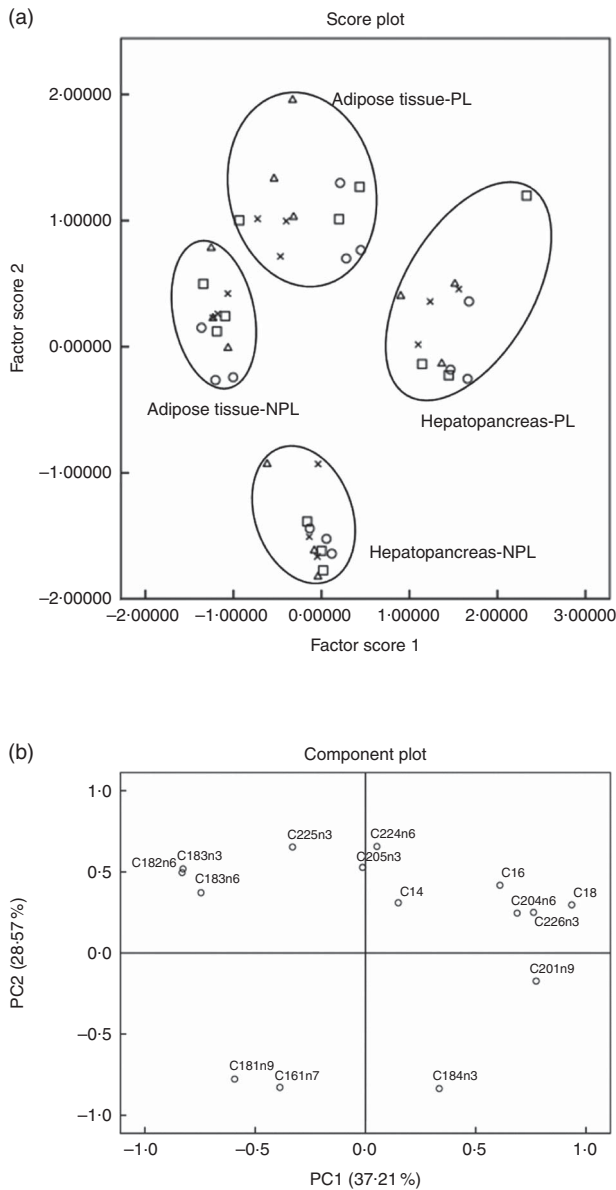 (a)
Score plot
2·00000
1·00000
0·00000
−1·00000
−2·00000
Factor score 2
Adipose tissue-PL
Adipose tissue-NPL
Hepatopancreas-PL
Hepatopancreas-NPL
−2·00000 −1·00000 0·00000 1·00000 2·00000 3·00000
Factor score 1
(b)
Component plot
1·0
0·5
0·0
−0·5
−1·0
PC2 (28·57 %)
C225n3
C224n6
C182n6
C183n3
C205n3
C183n6
C16
C14
C18
C204n6
C226n3
C201n9
C181n9
C161n7
C184n3
−1·0 −0·5 0·0 0·5 1·0
PC1 (37·21 %)